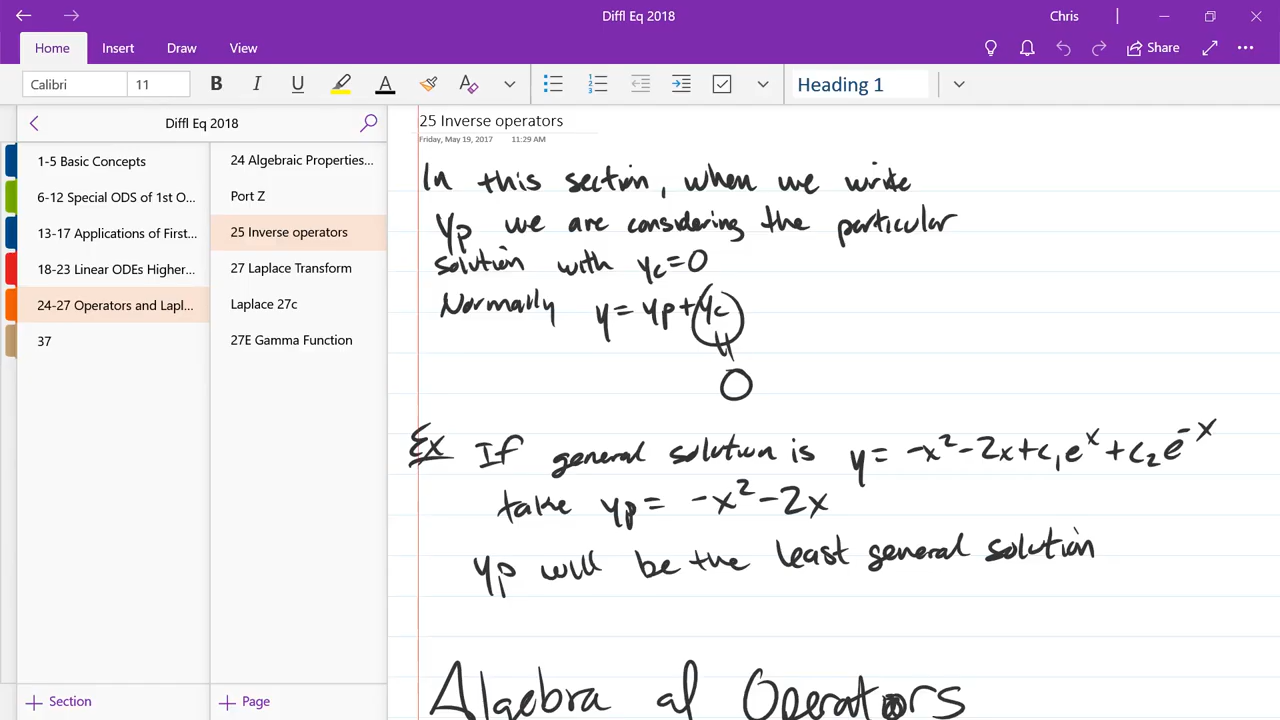 Diffl Eq 2018
Chris
Home Insert Draw View
Share
Calibri 11 B I U A Heading 1
Diffl Eq 2018
1-5 Basic Concepts
6-12 Special ODS of 1st O...
13-17 Applications of First...
18-23 Linear ODEs Higher...
24-27 Operators and Lapl...
37
24 Algebraic Properties...
Port Z
25 Inverse operators
27 Laplace Transform
Laplace 27c
27E Gamma Function
Section
Page
25 Inverse operators
Friday, May 19, 2017 11:29 AM
In this section, when we write
yp we are considering the particular
solution with yc=0
Normally y= yp+yc
=
0
Ex If general solution is y= -x²-2x+c₁eˣ+c₂e⁻ˣ
take yp= -x²-2x
yp will be the least general solution
Algebra of Operators